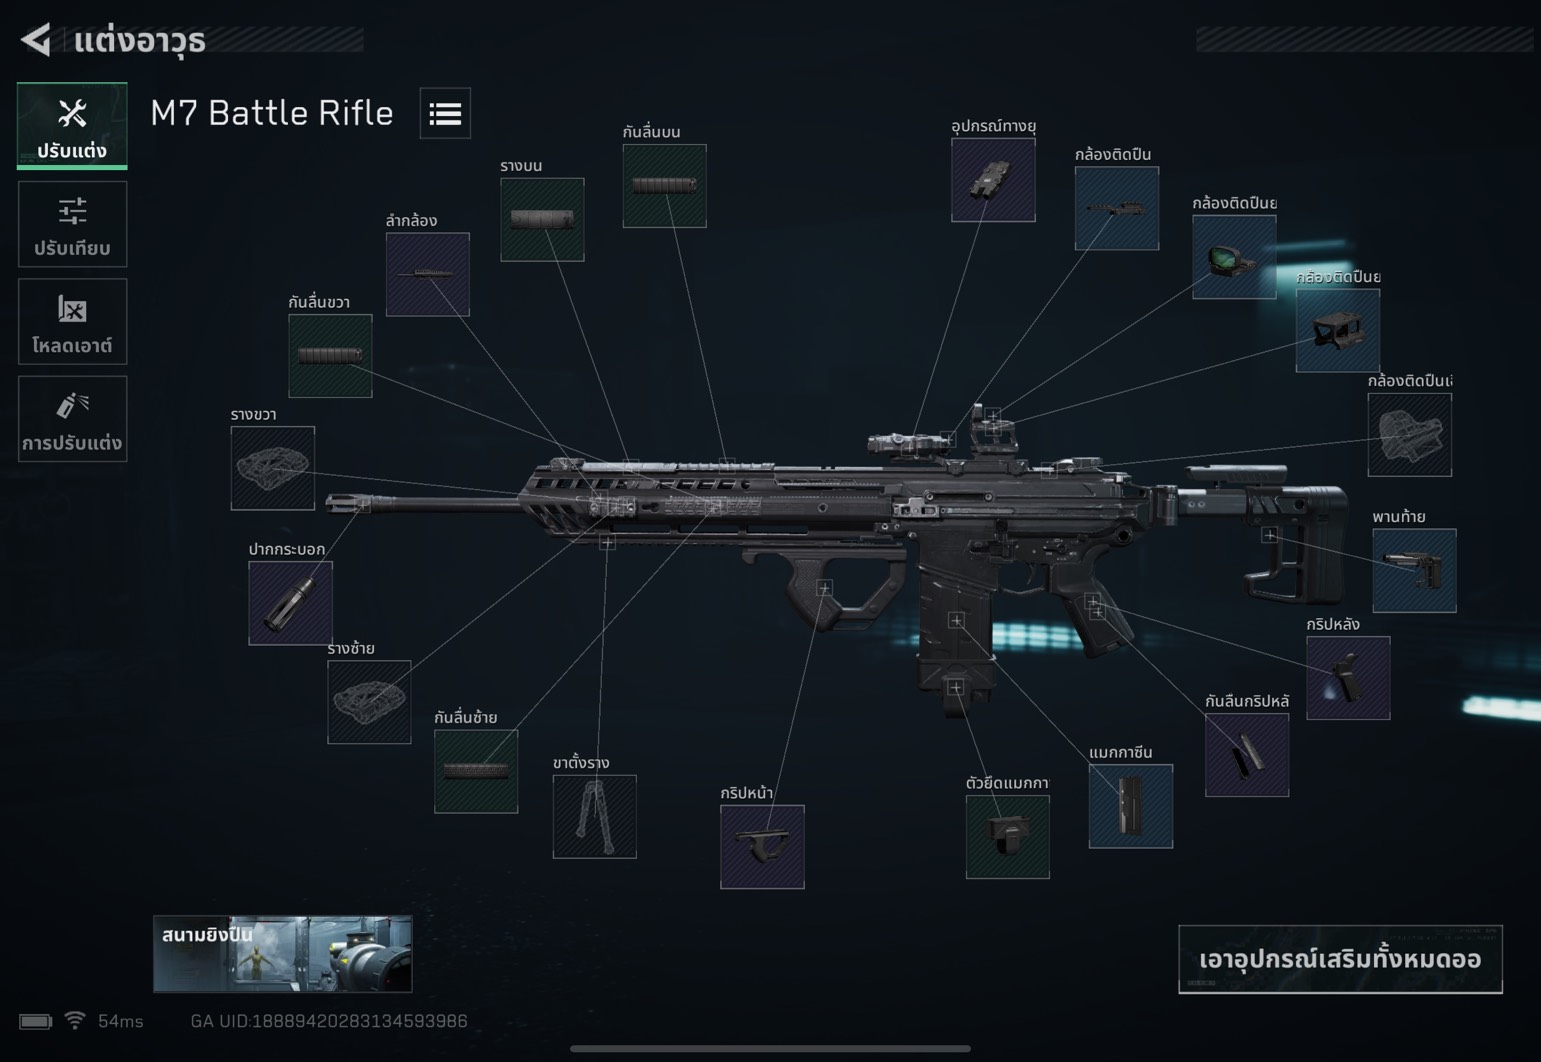 แต่งอาวุธ
ปรับแต่ง
M7 Battle Rifle
กันลื่นบน
อุปกรณ์ทางยุ
กล้องติดปืน
รางบน
ปรับเทียบ
ลำกล้อง
กล้องติดปืนย
กล้องติดปืนย
กันลื่นขวา
โหลดเอาต์
กล้องติดปืนเ
รางขวา
การปรับแต่ง
พานท้าย
ปากกระบอก
กริปหลัง
รางซ้าย
กันลื่นกริปหลั
กันลื่นซ้าย
แมกกาซีน
ขาตั้งราง
ตัวยึดแมกกา
กริปหน้า
สนามยิงปืน
เอาอุปกรณ์เสริมทั้งหมดออ
54ms
GA UID:18889420283134593986